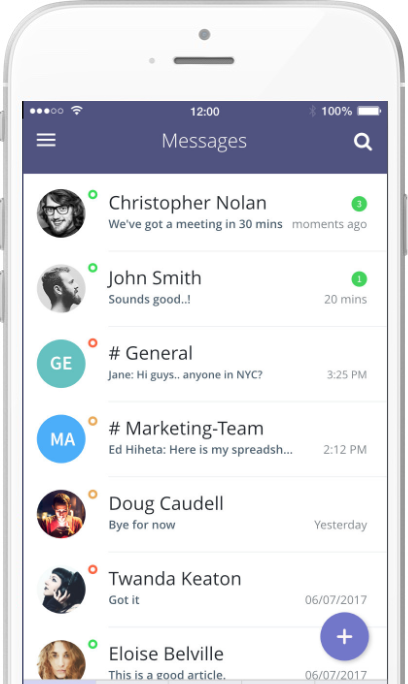 12:00
100%
Messages
Christopher Nolan
3
We've got a meeting in 30 mins
moments ago
John Smith
1
Sounds good..!
20 mins
GE
# General
Jane: Hi guys.. anyone in NYC?
3:25 PM
MA
# Marketing-Team
Ed Hiheta: Here is my spreadsh...
2:12 PM
Doug Caudell
Bye for now
Yesterday
Twanda Keaton
Got it
06/07/2017
+
Eloise Belville
This is a good article.
06/07/2017